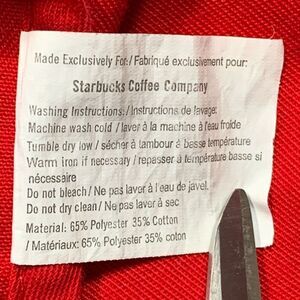 Made Exclusively For:/ Fabriqué exclusivement pour:
Starbucks Coffee Company
Washing Instructions:/ Instructions de lavage:
Machine wash cold / laver à la machine à l'eau froide
Tumble dry low / sécher à tambour à basse température
Warm iron if necessary / repasser à température basse si
nécessaire
Do not bleach / Ne pas laver à l'eau de javel.
Do not dry clean / Ne pas laver à sec
Material: 65% Polyester 35% Cotton
/ Matériaux: 65% Polyester 35% coton